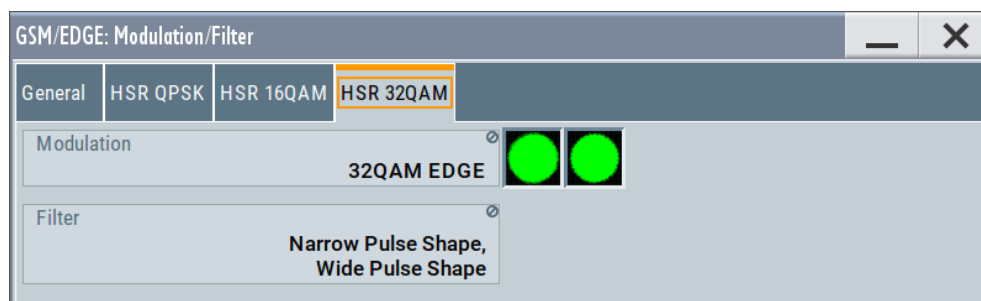 GSM/EDGE: Modulation/Filter
General HSR QPSK HSR 16QAM HSR 32QAM
Modulation
32QAM EDGE
Filter
Narrow Pulse Shape,
Wide Pulse Shape